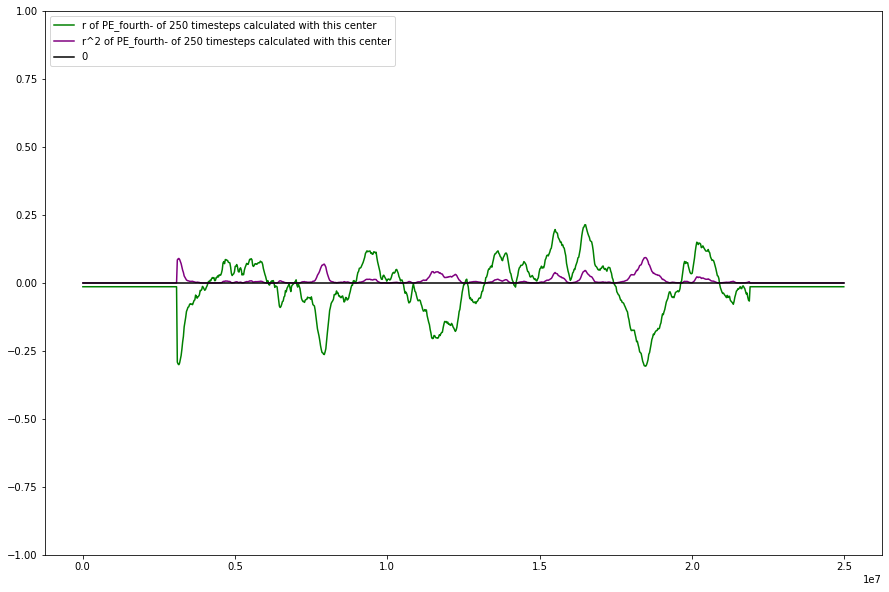 1.00
0.75
0.50
0.25
0.00
−0.25
−0.50
−0.75
−1.00
r of PE_fourth- of 250 timesteps calculated with this center
r^2 of PE_fourth- of 250 timesteps calculated with this center
0
0.0 0.5 1.0 1.5 2.0 2.5
1e7